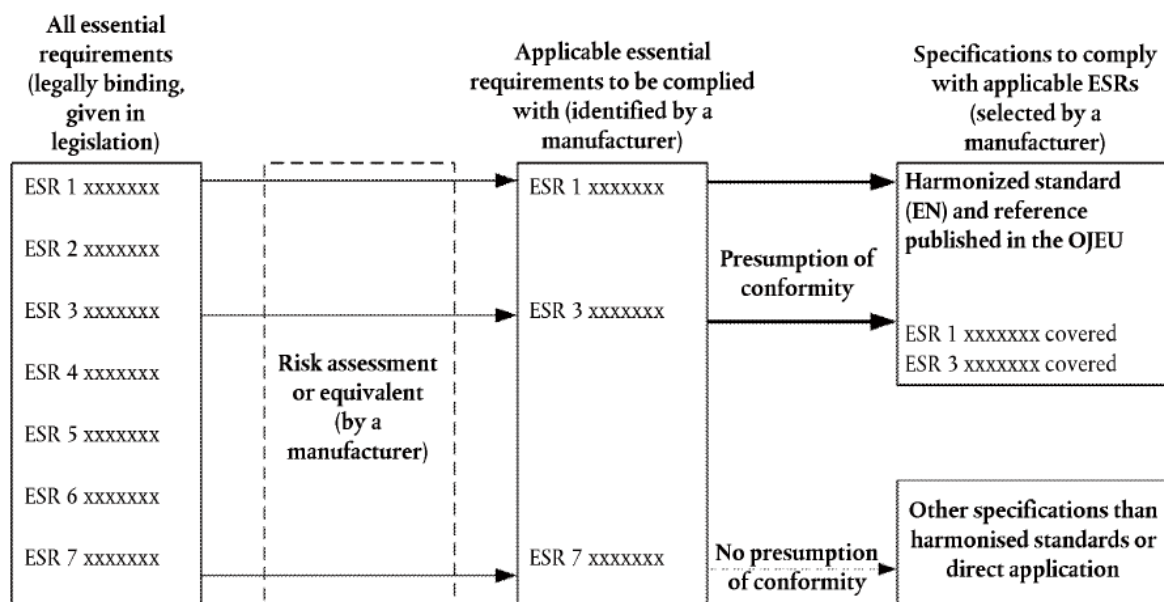 All essential
requirements
(legally binding,
given in
legislation)
ESR 1 xxxxxxx
ESR 2 xxxxxxx
ESR 3 xxxxxxx
ESR 4 xxxxxxx
ESR 5 xxxxxxx
ESR 6 xxxxxxx
ESR 7 xxxxxxx
Risk assessment
or equivalent
(by a
manufacturer)
Applicable essential
requirements to be complied
with (identified by a
manufacturer)
ESR 1 xxxxxxx
ESR 3 xxxxxxx
ESR 7 xxxxxxx
Presumption of
conformity
No presumption
of conformity
Specifications to comply
with applicable ESRs
(selected by a
manufacturer)
Harmonized standard
(EN) and reference
published in the OJEU
ESR 1 xxxxxxx covered
ESR 3 xxxxxxx covered
Other specifications than
harmonised standards or
direct application